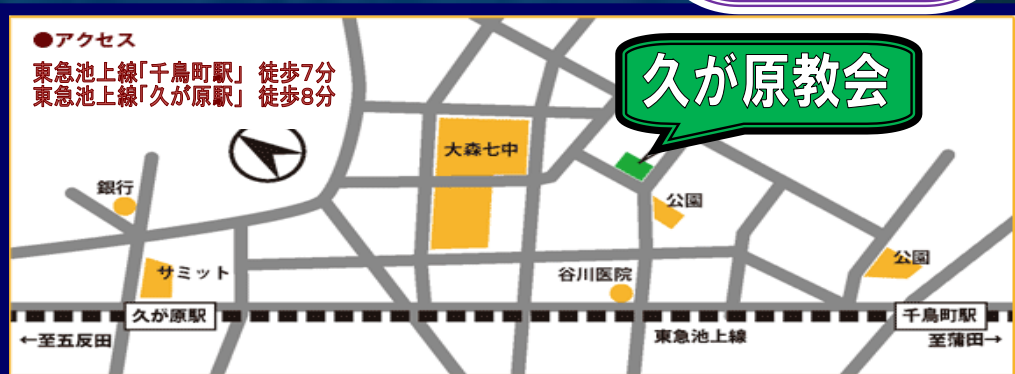 ●アクセス
東急池上線「千鳥町駅」 徒歩7分
東急池上線「久が原駅」 徒歩8分
久が原教会
大森七中
銀行
公園
サミット
谷川医院
公園
久が原駅
千鳥町駅
←至五反田
東急池上線
至蒲田→